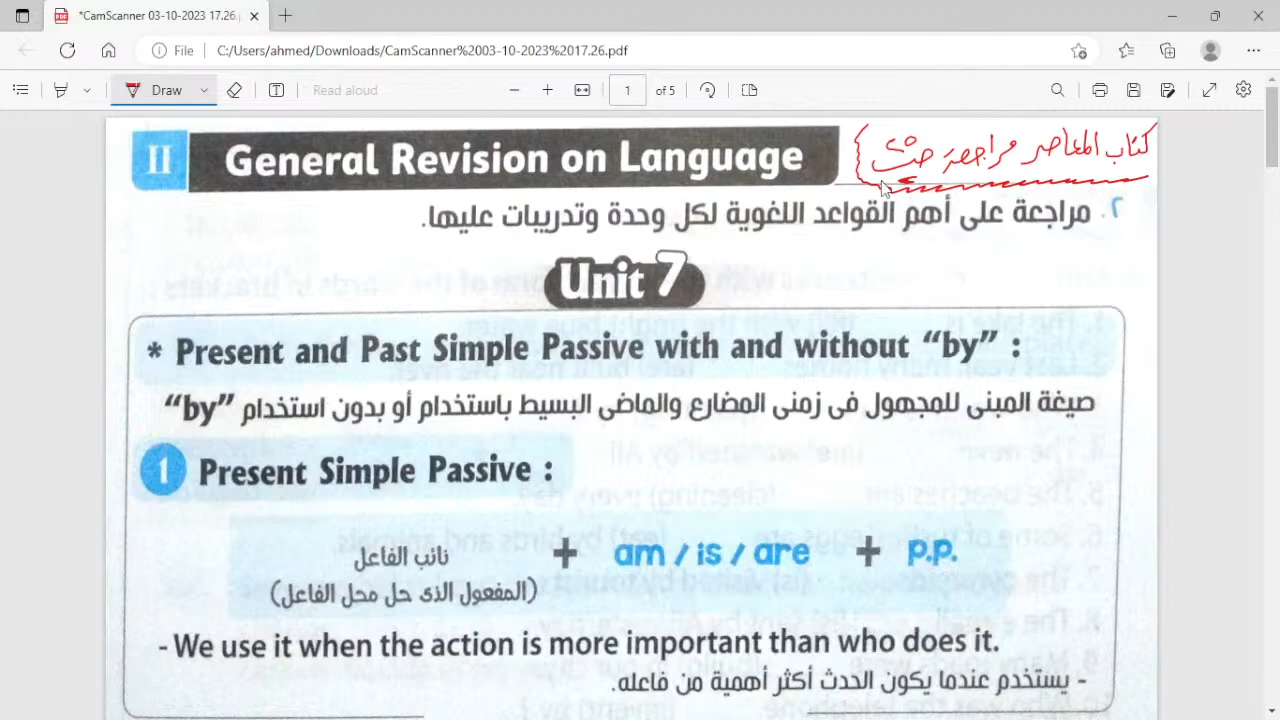 *CamScanner 03-10-2023 17.26.
File C:/Users/ahmed/Downloads/CamScanner%2003-10-2023%2017.26.pdf
Draw Read aloud 1 of 5
II General Revision on Language
كتاب المعاصر مراجعة
٢. مراجعة على أهم القواعد اللغوية لكل وحدة وتدريبات عليها.
Unit 7
* Present and Past Simple Passive with and without “by” :
صيغة المبنى للمجهول فى زمنى المضارع والماضى البسيط باستخدام أو بدون استخدام “by”
1 Present Simple Passive :
نائب الفاعل + am / is / are + p.p.
(المفعول الذى حل محل الفاعل)
- We use it when the action is more important than who does it.
- يستخدم عندما يكون الحدث أكثر أهمية من فاعله.